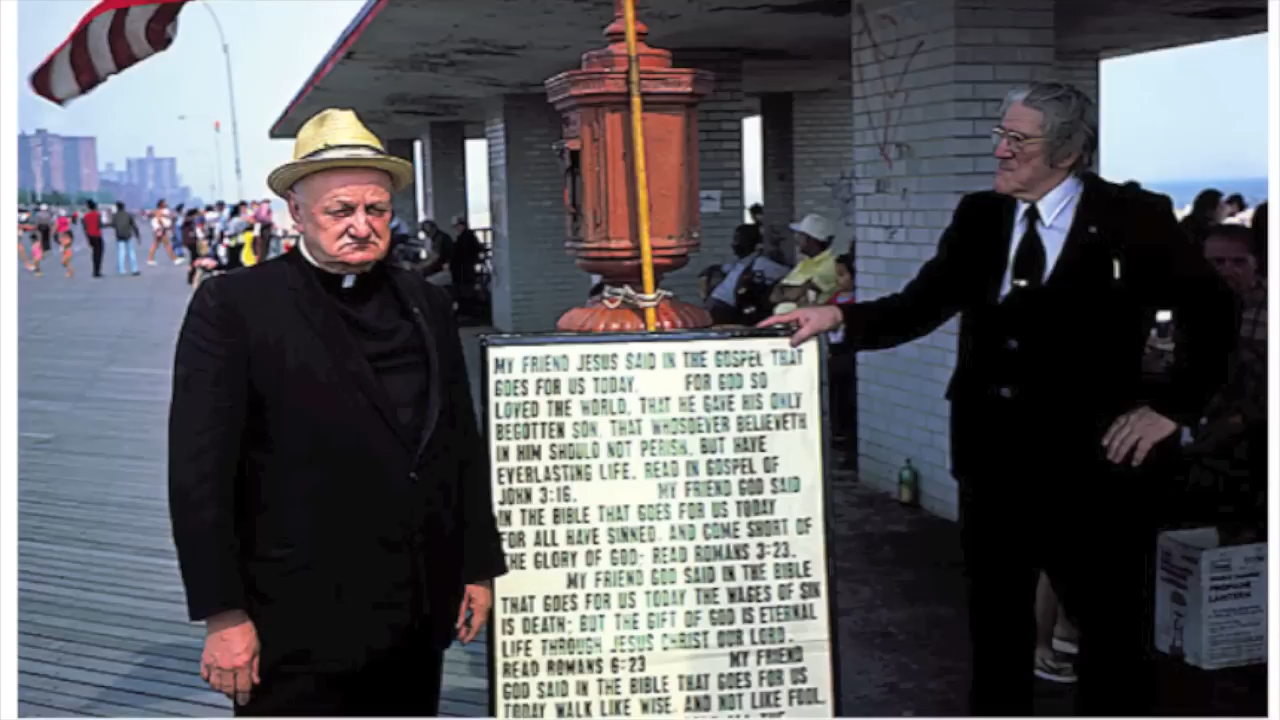 MY FRIEND JESUS SAID IN THE GOSPEL THAT
GOES FOR US TODAY. FOR GOD SO
LOVED THE WORLD, THAT HE GAVE HIS ONLY
BEGOTTEN SON, THAT WHOSOEVER BELIEVETH
IN HIM SHOULD NOT PERISH, BUT HAVE
EVERLASTING LIFE. READ IN GOSPEL OF
JOHN 3:16. MY FRIEND GOD SAID
IN THE BIBLE THAT GOES FOR US TODAY
FOR ALL HAVE SINNED, AND COME SHORT OF
THE GLORY OF GOD; READ ROMANS 3:23.
MY FRIEND GOD SAID IN THE BIBLE
THAT GOES FOR US TODAY THE WAGES OF SIN
IS DEATH; BUT THE GIFT OF GOD IS ETERNAL
LIFE THROUGH JESUS CHRIST OUR LORD.
READ ROMANS 6:23 MY FRIEND
GOD SAID IN THE BIBLE THAT GOES FOR US
TODAY WALK LIKE WISE, AND NOT LIKE FOOL.
PROPANE
LANTERN